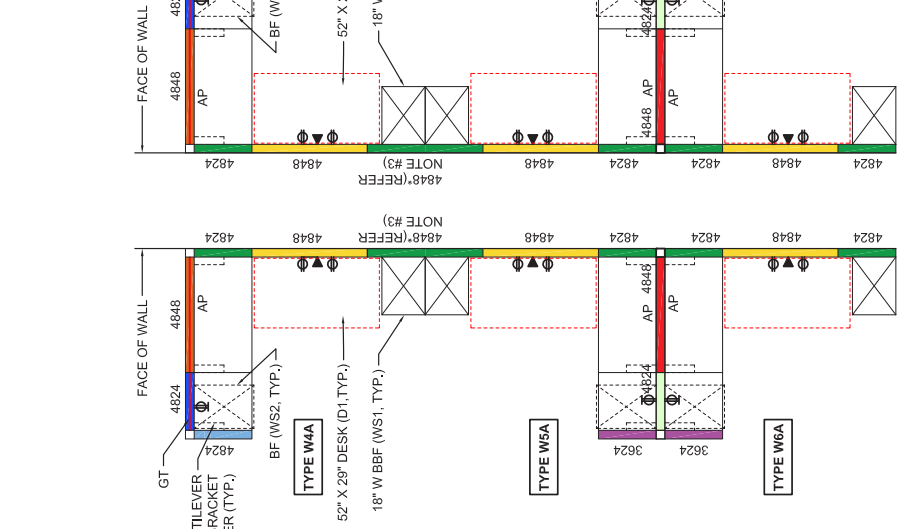 FACE OF WALL
4848
AP
BF (WS
52" X 2
18" W
4824
4848
AP
4848
AP
4824
4848
4848*(REFER
NOTE #3)
4848
4824
4824
4848
4824
4824
4848
4848*(REFER
NOTE #3)
4848
4824
4824
4848
4824
FACE OF WALL
4848
AP
4824
4848
AP
AP
4824
GT
4824
TILEVER
RACKET
ER (TYP.)
BF (WS2, TYP.)
TYPE W4A
52" X 29" DESK (D1,TYP.)
18" W BBF (WS1, TYP.)
TYPE W5A
3624
3624
TYPE W6A